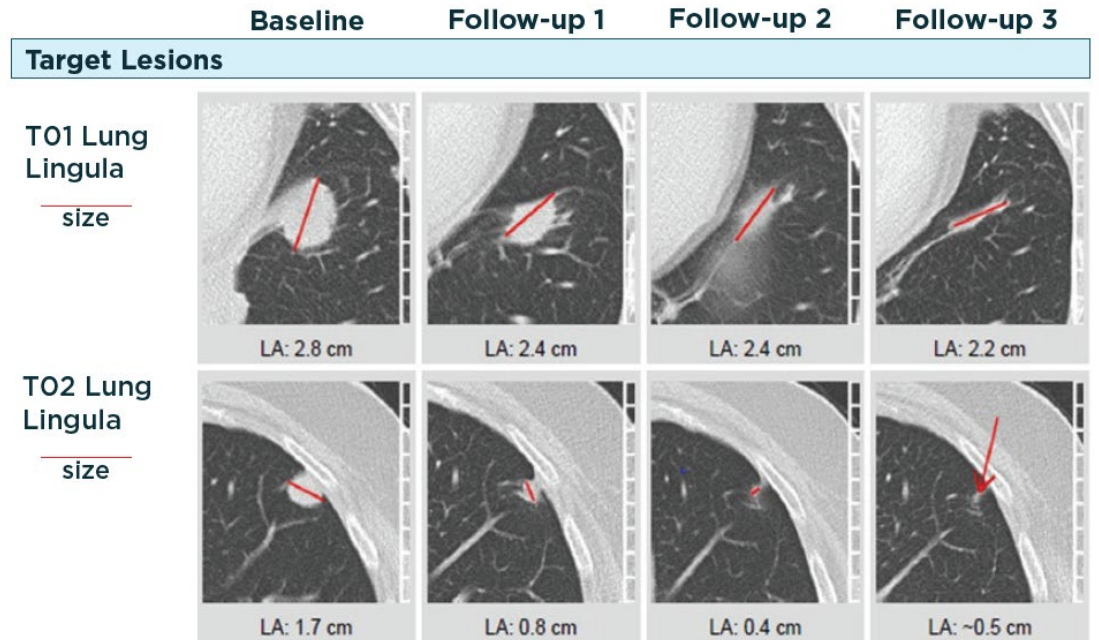 Baseline Follow-up 1 Follow-up 2 Follow-up 3
Target Lesions
T01 Lung
Lingula
size
LA: 2.8 cm LA: 2.4 cm LA: 2.4 cm LA: 2.2 cm
T02 Lung
Lingula
size
LA: 1.7 cm LA: 0.8 cm LA: 0.4 cm LA: ~0.5 cm